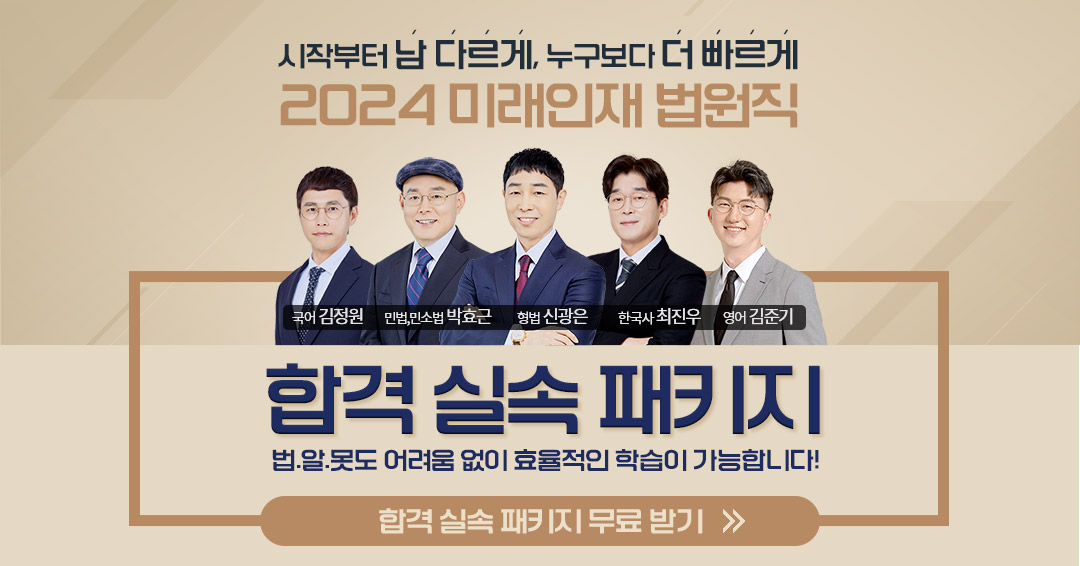 시작부터 남 다르게, 누구보다 더 빠르게
2024 미래인재 법원직
국어 김정원
민법,민소법 박효근
형법 신광은
한국사 최진우
영어 김준기
합격 실속 패키지
법.알.못도 어려움 없이 효율적인 학습이 가능합니다!
합격 실속 패키지 무료 받기 »